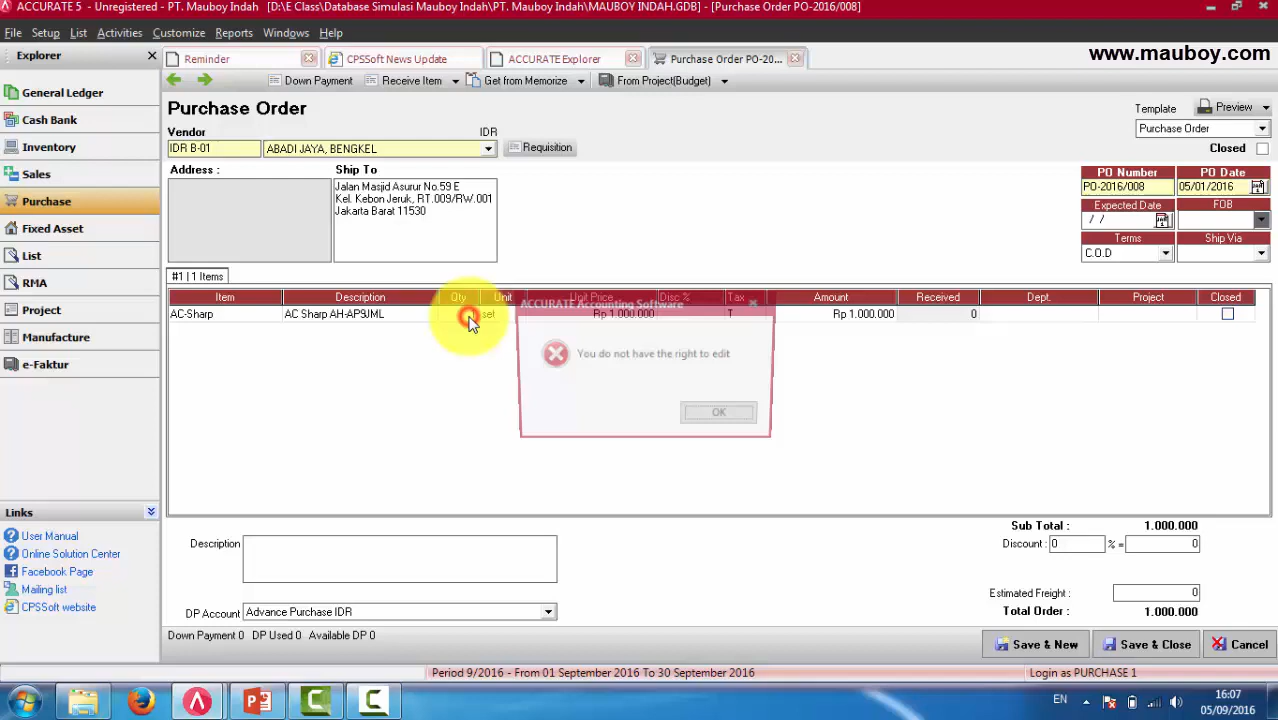 ACCURATE 5 - Unregistered - PT. Mauboy Indah [D:\E Class\Database Simulasi Mauboy Indah\PT. Mauboy Indah\MAUBOY INDAH.GDB] - [Purchase Order PO-2016/008]
File Setup List Activities Customize Reports Windows Help
Explorer
Reminder
CPSSoft News Update
ACCURATE Explorer
Purchase Order PO-20...
www.mauboy.com
Down Payment
Receive Item
Get from Memorize
From Project(Budget)
General Ledger
Cash Bank
Inventory
Sales
Purchase
Fixed Asset
List
RMA
Project
Manufacture
e-Faktur
Links
User Manual
Online Solution Center
Facebook Page
Mailing list
CPSSoft website
Purchase Order
Template
Preview
Purchase Order
Closed
Vendor
IDR
IDR B-01
ABADI JAYA, BENGKEL
Requisition
Address :
Ship To
Jalan Masjid Asurur No.59 E
Kel. Kebon Jeruk, RT.009/RW.001
Jakarta Barat 11530
PO Number PO Date
PO-2016/008 05/01/2016
Expected Date FOB
/ /
Terms Ship Via
C.O.D
#1 | 1 Items
Item Description Qty Unit Unit Price Disc % Tax Amount Received Dept. Project Closed
AC-Sharp AC Sharp AH-AP9JML set Rp 1.000.000 T Rp 1.000.000 0
ACCURATE Accounting Software
You do not have the right to edit
OK
Description
DP Account
Advance Purchase IDR
Sub Total : 1.000.000
Discount : 0 % = 0
Estimated Freight : 0
Total Order : 1.000.000
Down Payment 0 DP Used 0 Available DP 0
Save & New
Save & Close
Cancel
Period 9/2016 - From 01 September 2016 To 30 September 2016
Login as PURCHASE 1
EN
16:07
05/09/2016